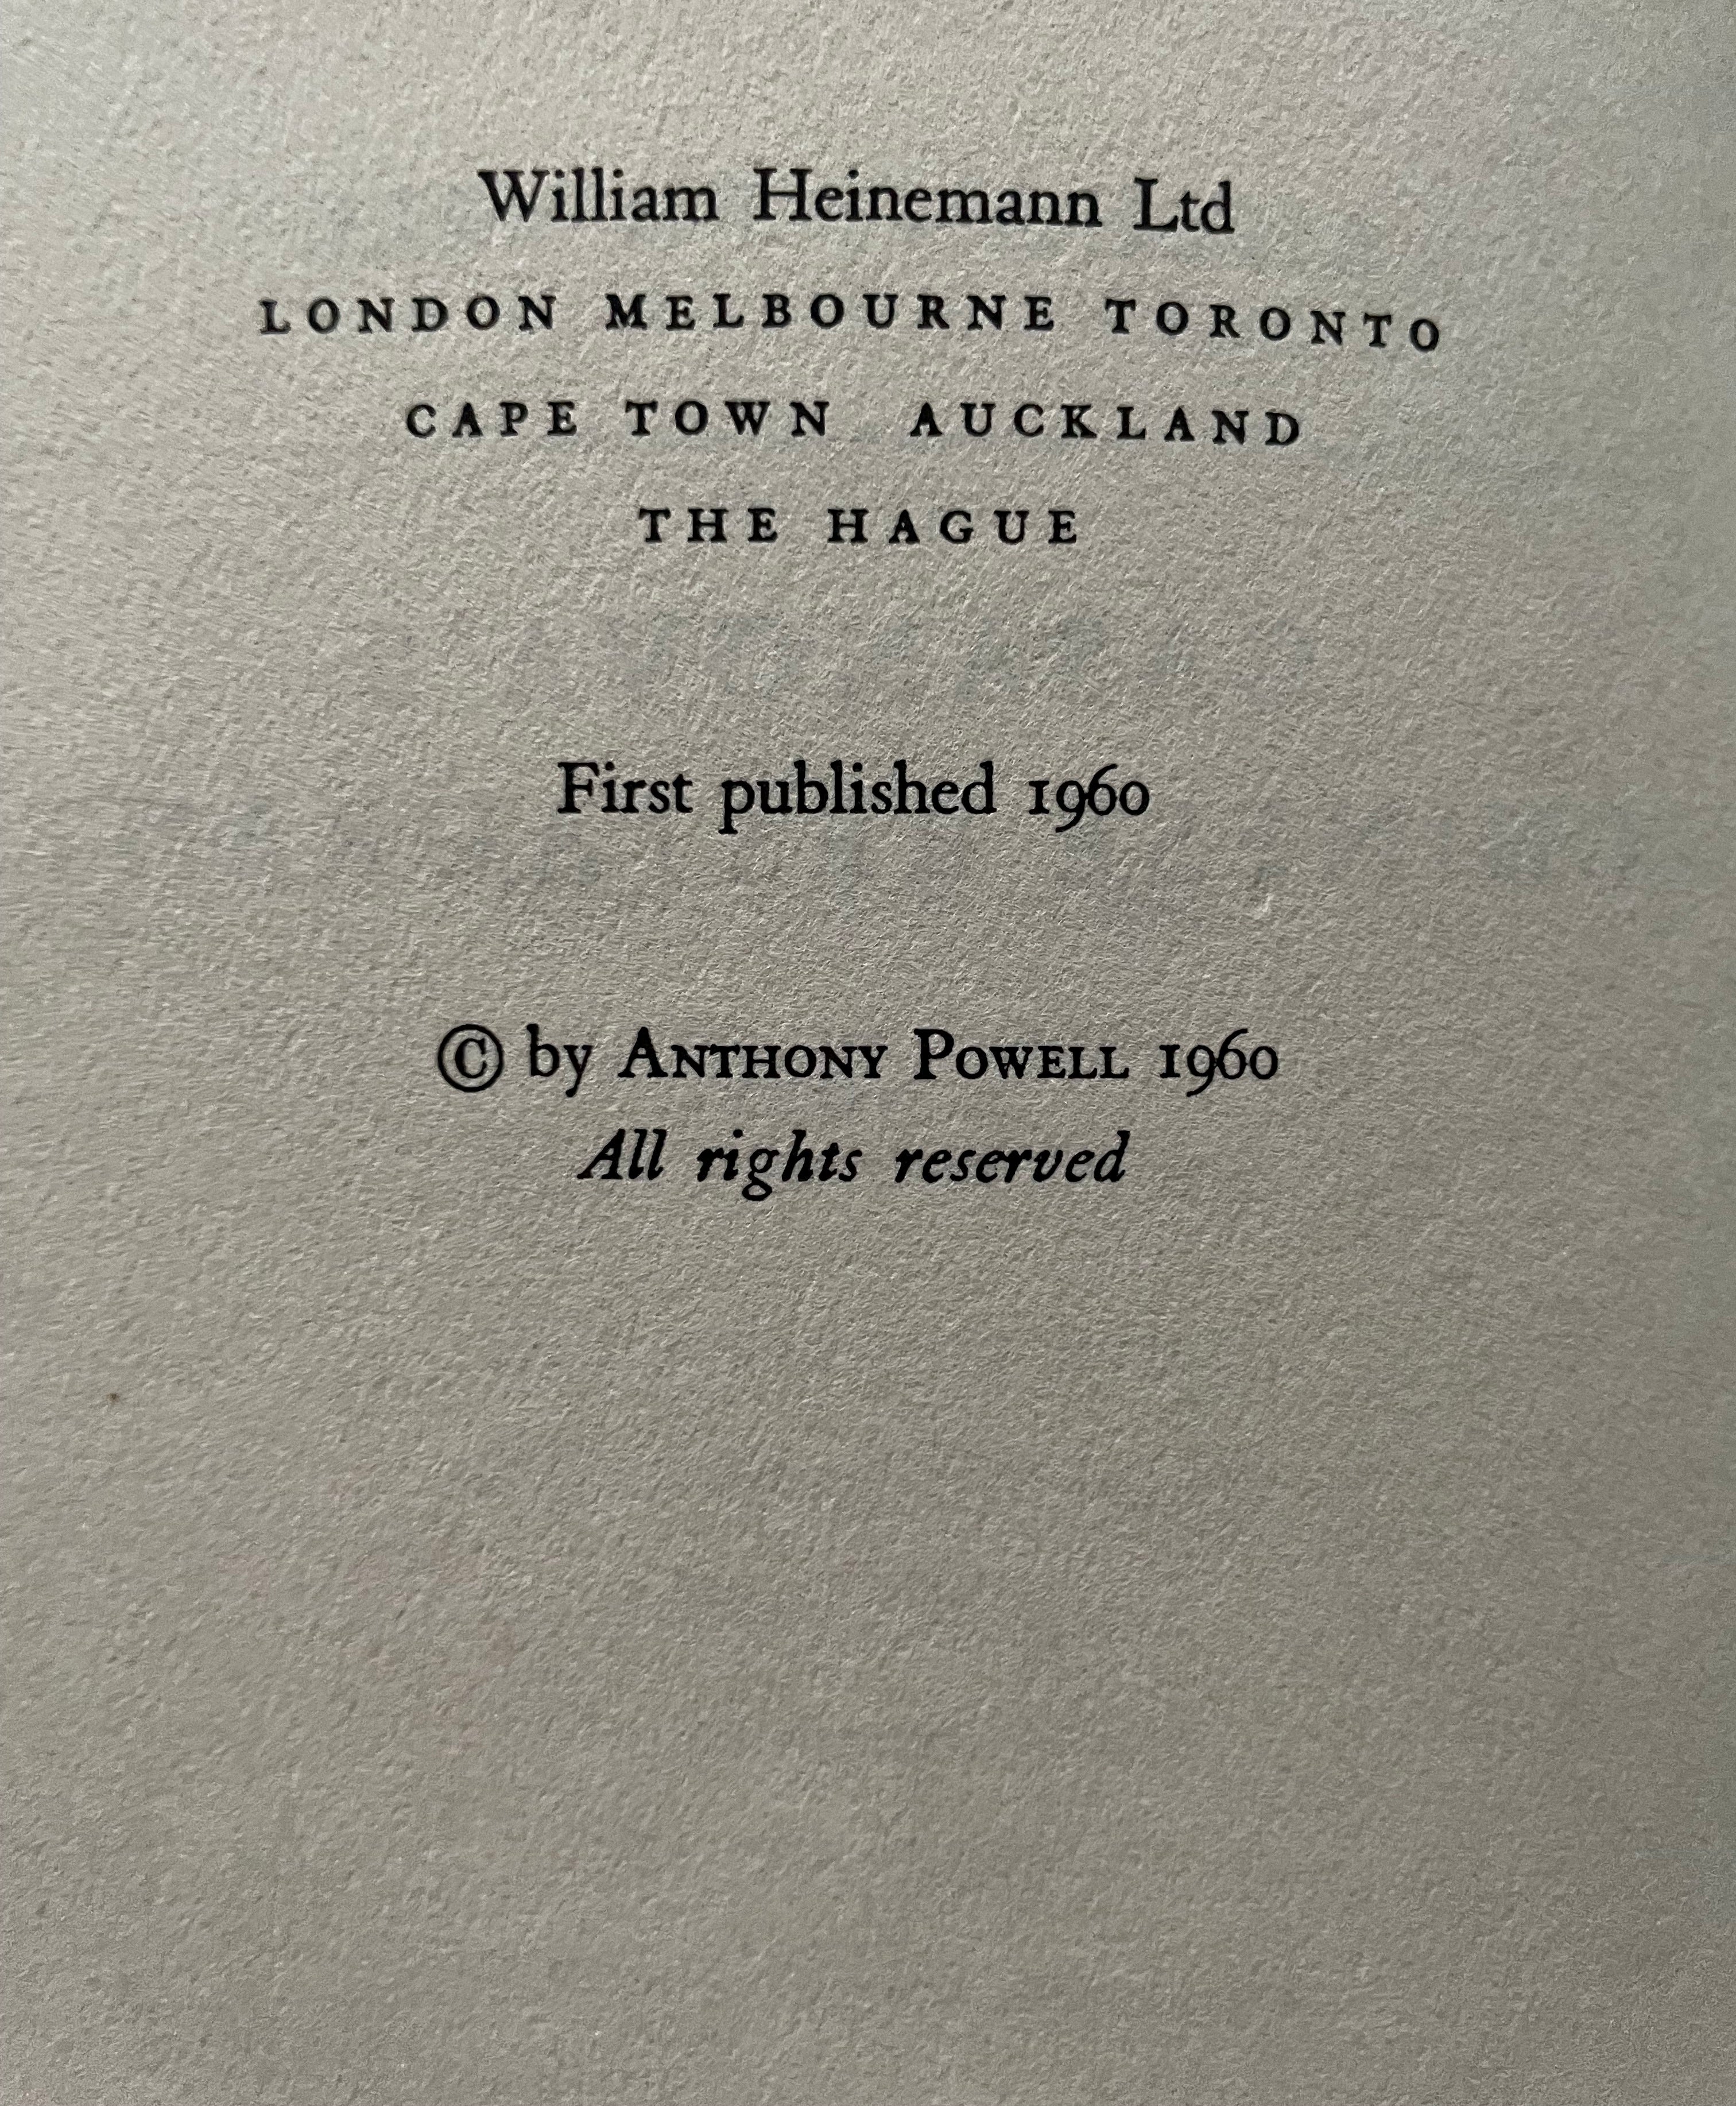 William Heinemann Ltd
LONDON MELBOURNE TORONTO
CAPE TOWN AUCKLAND
THE HAGUE
First published 1960
© by ANTHONY POWELL 1960
All rights reserved